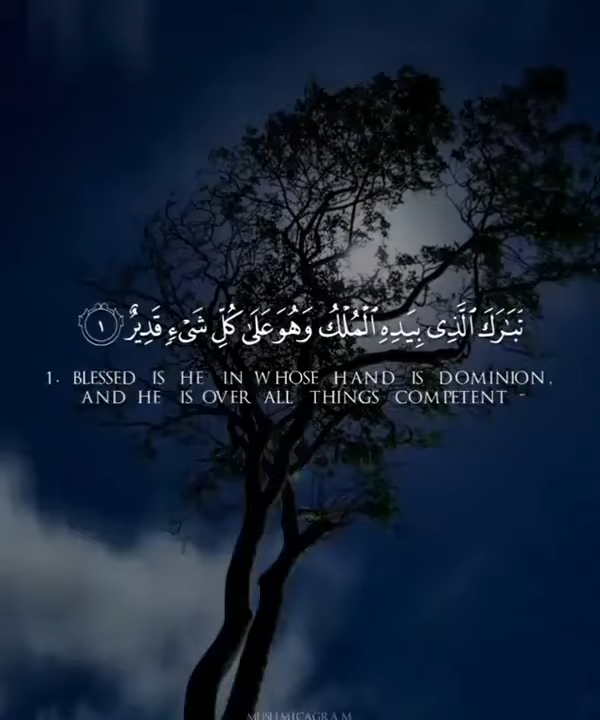 تَبَـٰرَكَ ٱلَّذِى بِيَدِهِ ٱلْمُلْكُ وَهُوَ عَلَىٰ كُلِّ شَىْءٍ قَدِيرٌ ١
1. BLESSED IS HE IN WHOSE HAND IS DOMINION,
AND HE IS OVER ALL THINGS COMPETENT -
MUSLIMICAGRAM